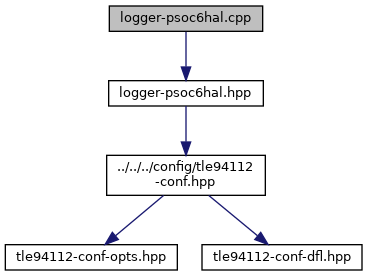 logger-psoc6hal.cpp
logger-psoc6hal.hpp
../../../config/tle94112
-conf.hpp
tle94112-conf-opts.hpp
tle94112-conf-dfl.hpp